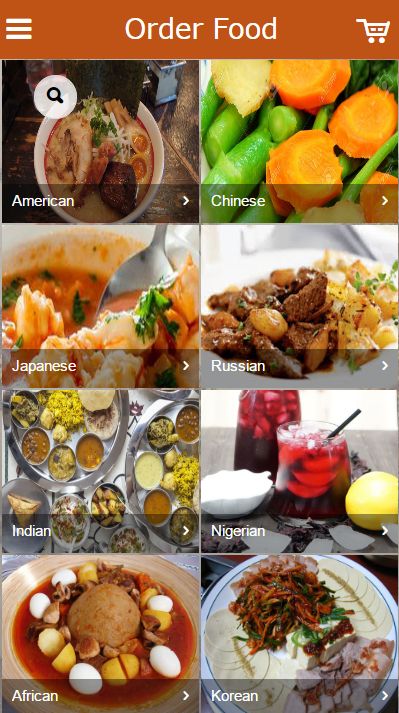 Order Food
American
Chinese
Japanese
Russian
Indian
Nigerian
African
Korean